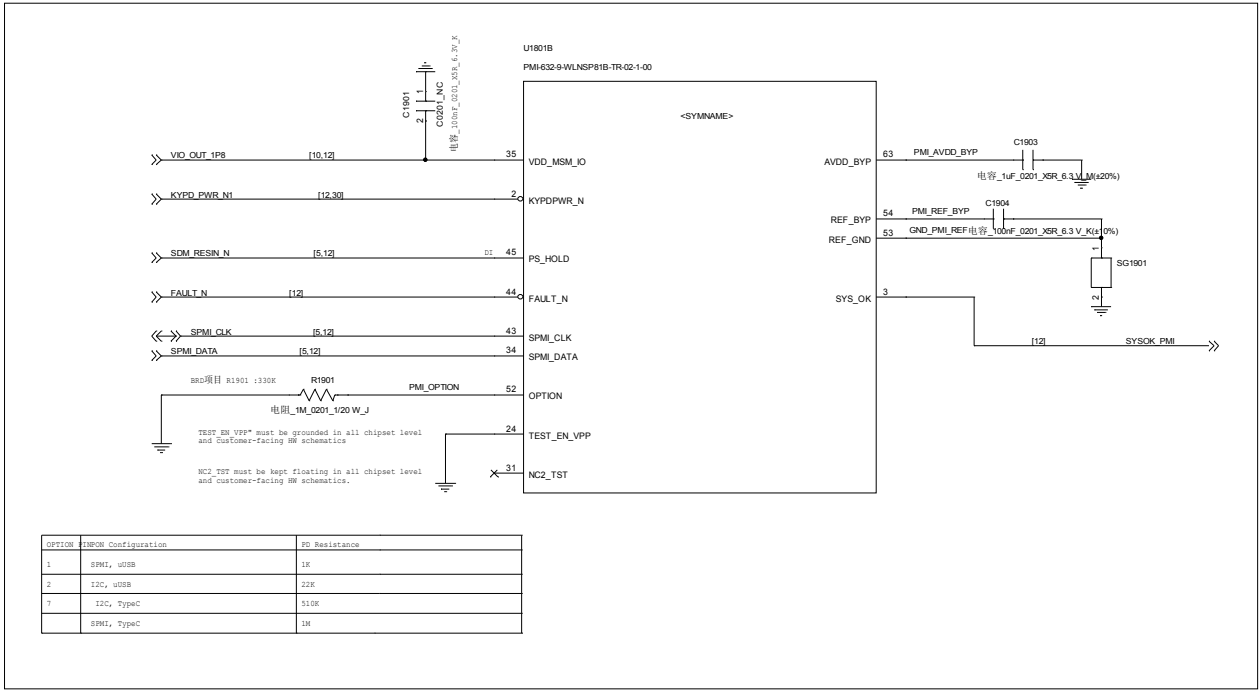 U1801B
PMI-632-9-WLNSP81B-TR-02-1-00
<SYMNAME>
C1901
1
2
C0201_NC
电容_100nF_0201_X5R_6.3V_K
VIO_OUT_1P8 [10,12] 35 VDD_MSM_IO
KYPD_PWR_N1 [12,30] 2 KYPDPWR_N
SDM_RESIN_N [5,12] DI 45 PS_HOLD
FAULT_N [12] 44 FAULT_N
SPMI_CLK [5,12] 43 SPMI_CLK
SPMI_DATA [5,12] 34 SPMI_DATA
BRD项目 R1901 :330K R1901 PMI_OPTION 52 OPTION
电阻_1M_0201_1/20 W_J
24 TEST_EN_VPP
TEST_EN_VPP" must be grounded in all chipset level
and customer-facing HW schematics
31 NC2_TST
NC2_TST must be kept floating in all chipset level
and customer-facing HW schematics.
AVDD_BYP 63 PMI_AVDD_BYP C1903
电容_1uF_0201_X5R_6.3 V_M(±20%)
REF_BYP 54 PMI_REF_BYP C1904
REF_GND 53 GND_PMI_REF 电容_100nF_0201_X5R_6.3 V_K(±10%)
1
SG1901
2
SYS_OK 3
[12] SYSOK_PMI
OPTION PIN PON Configuration PD Resistance
1 SPMI, uUSB 1K
2 I2C, uUSB 22K
7 I2C, TypeC 510K
SPMI, TypeC 1M